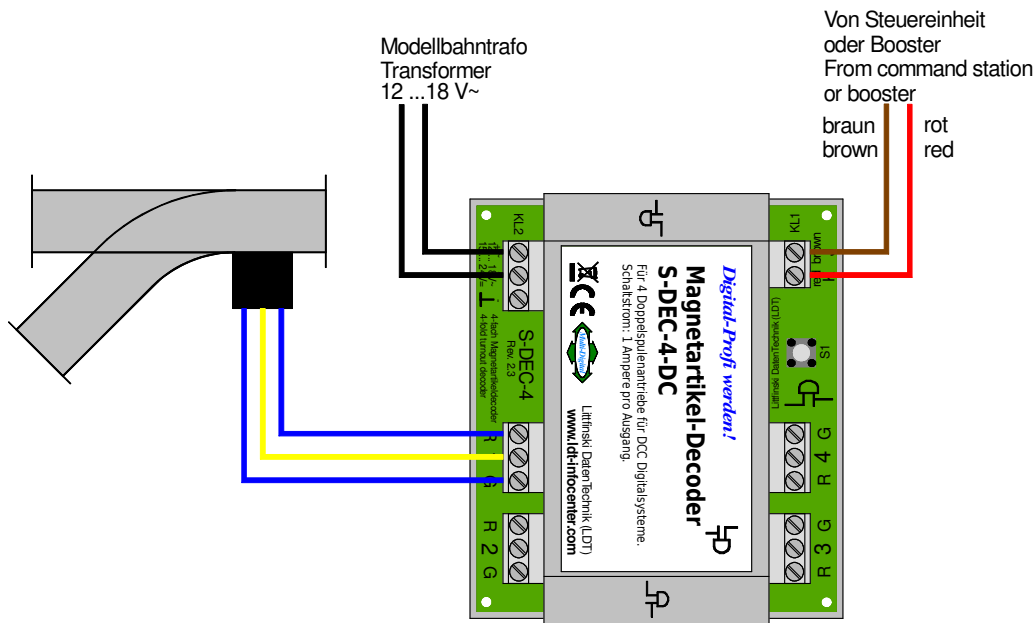 Modellbahntrafo
Transformer
12 ...18 V~
Von Steuereinheit
oder Booster
From command station
or booster
braun
brown
rot
red
KL2
4-fach Magnetartikeldecoder
4-fold turnout decoder
S-DEC-4
Rev. 2.3
R
G
R 2 G
Digital-Profi werden!
Magnetartikel-Decoder
S-DEC-4-DC
Für 4 Doppelspulenantriebe für DCC Digitalsysteme.
Schaltstrom: 1 Ampere pro Ausgang.
CE
Multi-Digital
Littfinski DatenTechnik (LDT)
www.ldt-infocenter.com
KL1
S1
Littfinski DatenTechnik (LDT)
R 4 G
R 3 G